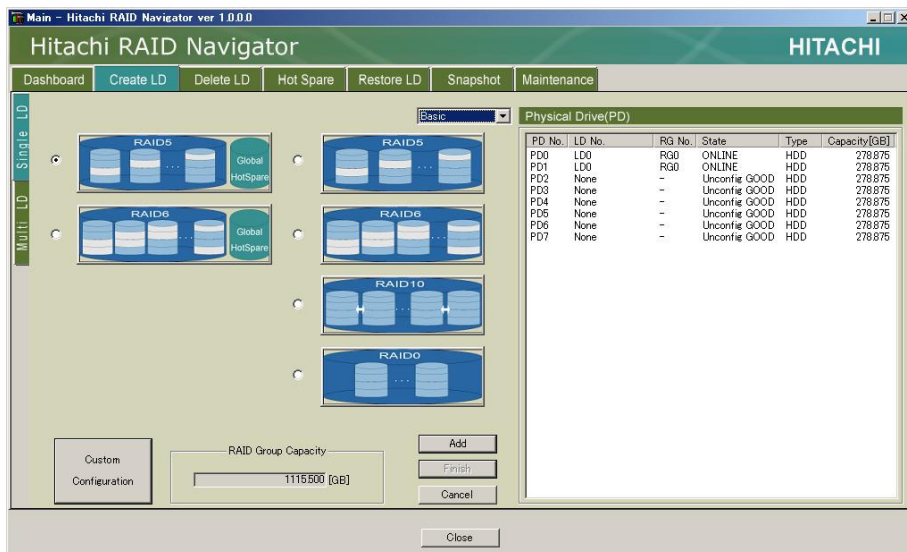 Main - Hitachi RAID Navigator ver 1.0.0.0
Hitachi RAID Navigator
HITACHI
Dashboard Create LD Delete LD Hot Spare Restore LD Snapshot Maintenance
Single LD
Multi LD
Basic
RAID5
Global
HotSpare
RAID5
RAID6
Global
HotSpare
RAID6
RAID10
RAID0
Custom
Configuration
RAID Group Capacity
1115.500 [GB]
Add
Finish
Cancel
Physical Drive(PD)
PD No. LD No. RG No. State Type Capacity[GB]
PD0 LD0 RG0 ONLINE HDD 278.875
PD1 LD0 RG0 ONLINE HDD 278.875
PD2 None - Unconfig GOOD HDD 278.875
PD3 None - Unconfig GOOD HDD 278.875
PD4 None - Unconfig GOOD HDD 278.875
PD5 None - Unconfig GOOD HDD 278.875
PD6 None - Unconfig GOOD HDD 278.875
PD7 None - Unconfig GOOD HDD 278.875
Close